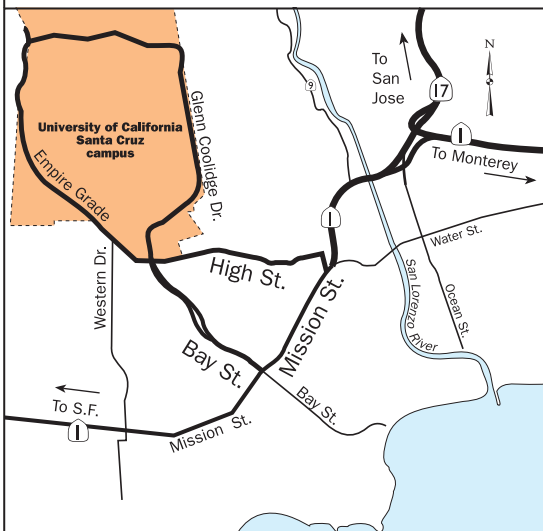 To
San
Jose
N
9
17
1
To Monterey
University of California
Santa Cruz
campus
Glenn Coolidge Dr.
Empire Grade
1
Water St.
High St.
Western Dr.
San Lorenzo River
Ocean St.
Mission St.
Bay St.
To S.F.
1
Bay St.
Mission St.